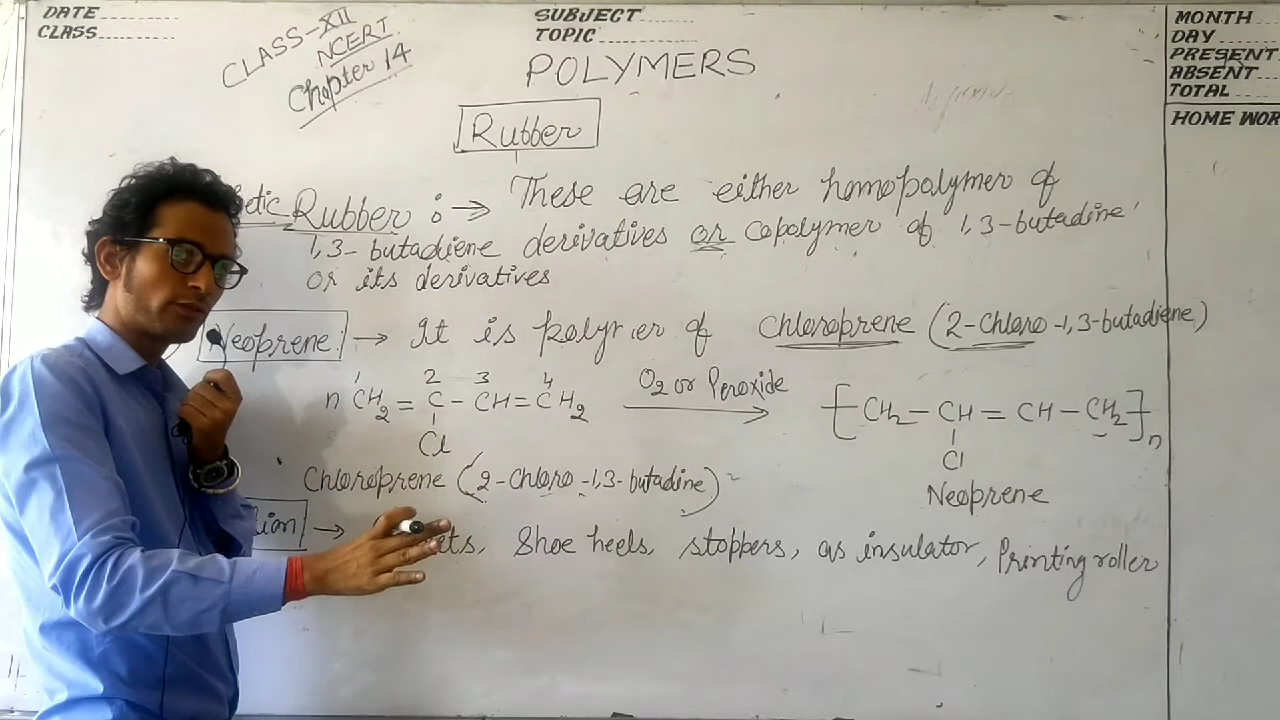 DATE
CLASS
SUBJECT
TOPIC
MONTH
DAY
PRESENT
ABSENT
TOTAL
HOME WOR
CLASS-XII
NCERT
Chapter 14
POLYMERS
Rubber
etic Rubber :→ These are either homopolymer of
1,3-butadiene derivatives or copolymer of 1,3-butadine
or its derivatives
Neoprene: → It is polymer of Chloroprene (2-Chloro-1,3-butadiene)
1 2 3 4
n CH2 = C - CH = CH2 O2 or Peroxide [CH2 - CH = CH - CH2]n
Cl Cl
Chloroprene (2-Chloro-1,3-butadine) Neoprene
tion → ets, Shoe heels, stoppers, as insulator, Printing roller